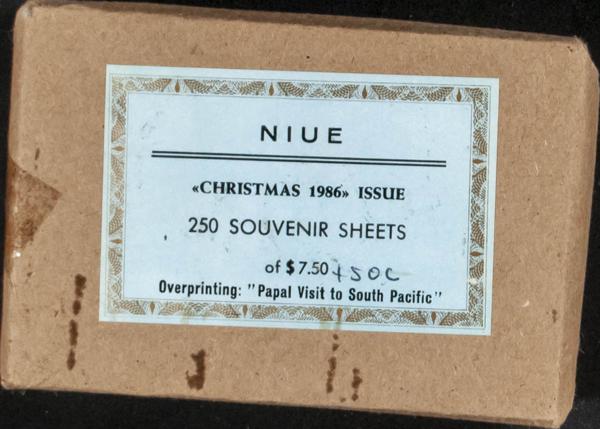 NIUE
«CHRISTMAS 1986» ISSUE
250 SOUVENIR SHEETS
of $7.50 +50C
Overprinting: "Papal Visit to South Pacific"